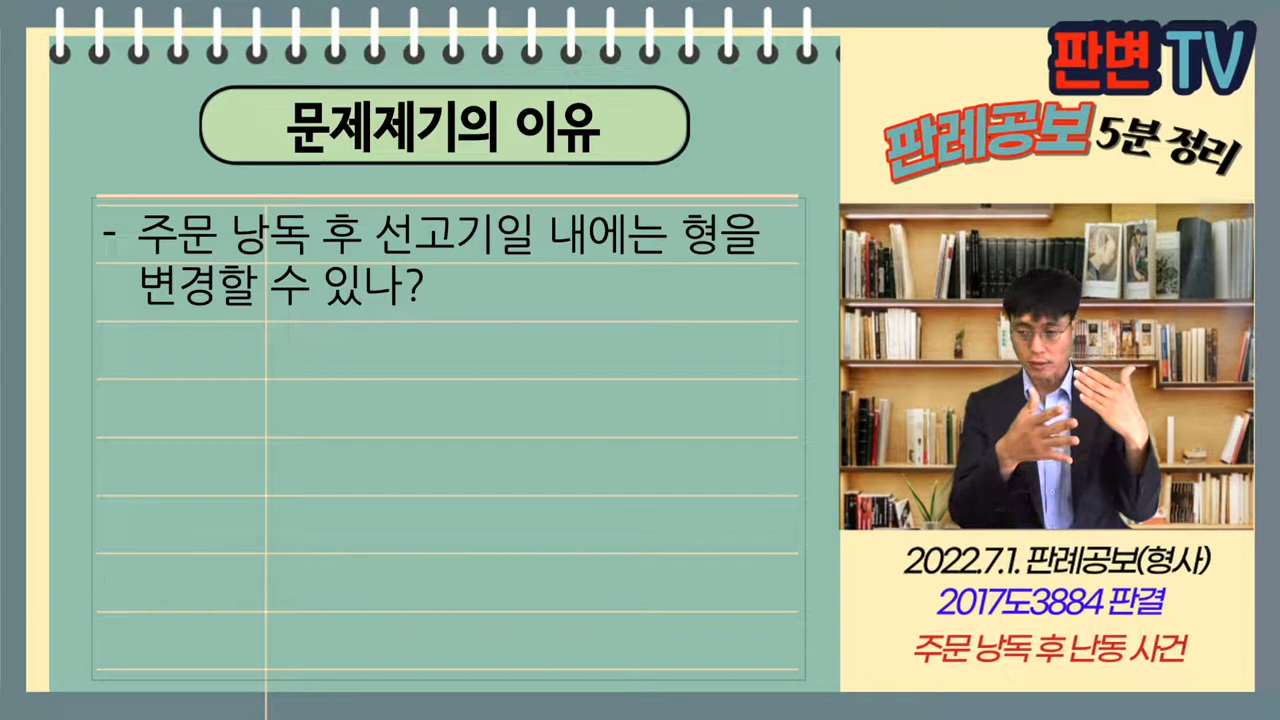 문제제기의 이유
- 주문 낭독 후 선고기일 내에는 형을
변경할 수 있나?
판변 TV
판례공보 5분 정리
2022.7.1. 판례공보(형사)
2017도3884 판결
주문 낭독 후 난동 사건